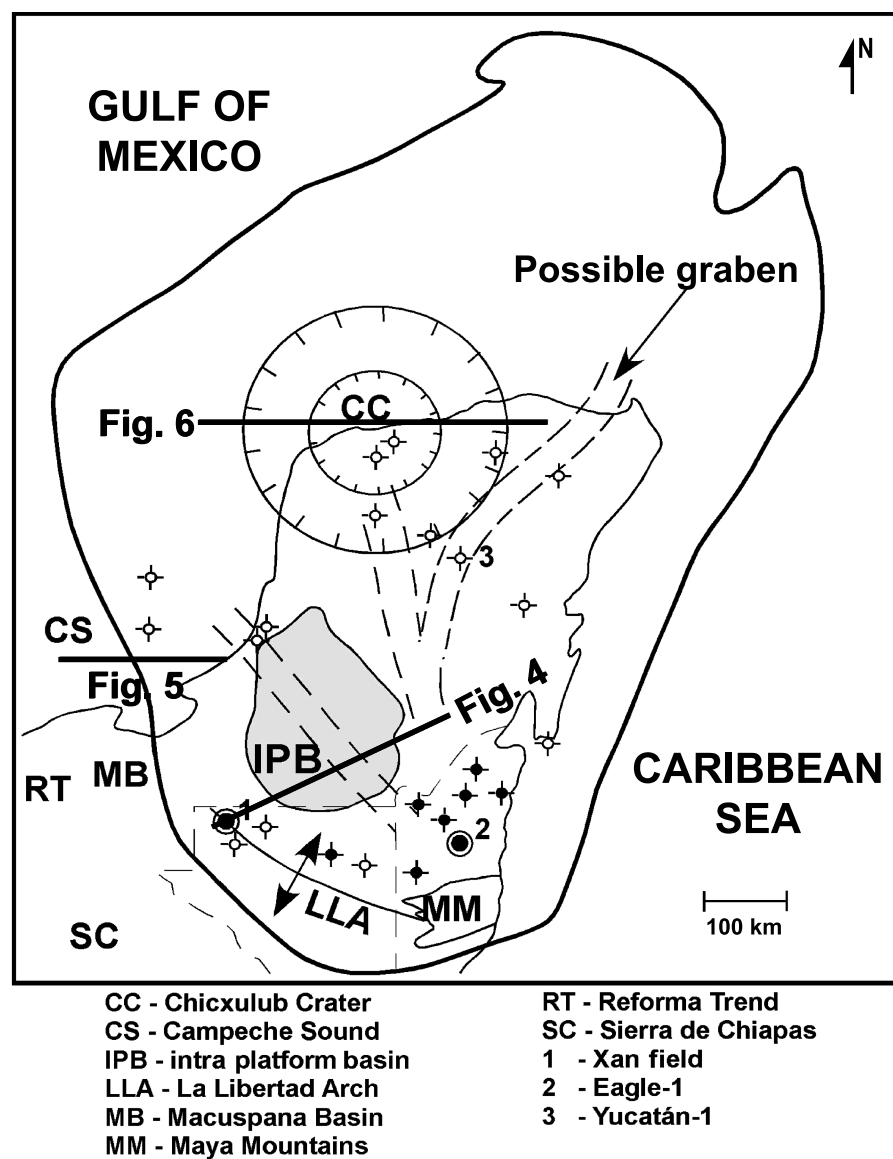 GULF OF
MEXICO
N
Possible graben
CC
Fig. 6
3
CS
Fig. 5
Fig. 4
IPB
RT
MB
1
2
CARIBBEAN
SEA
LLA
MM
SC
100 km
CC - Chicxulub Crater
CS - Campeche Sound
IPB - intra platform basin
LLA - La Libertad Arch
MB - Macuspana Basin
MM - Maya Mountains
RT - Reforma Trend
SC - Sierra de Chiapas
1 - Xan field
2 - Eagle-1
3 - Yucatán-1